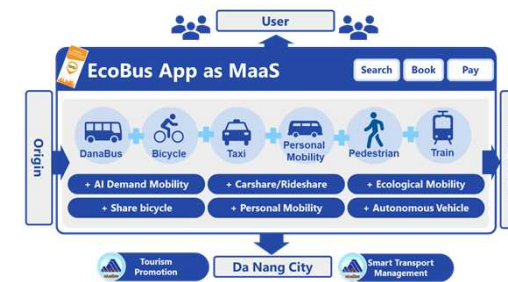 User
EcoBus App as MaaS
Search
Book
Pay
Origin
DanaBus
Bicycle
Taxi
Personal
Mobility
Pedestrian
Train
+ AI Demand Mobility
+ Carshare/Rideshare
+ Ecological Mobility
+ Share bicycle
+ Personal Mobility
+ Autonomous Vehicle
Tourism
Promotion
Da Nang City
Smart Transport
Management